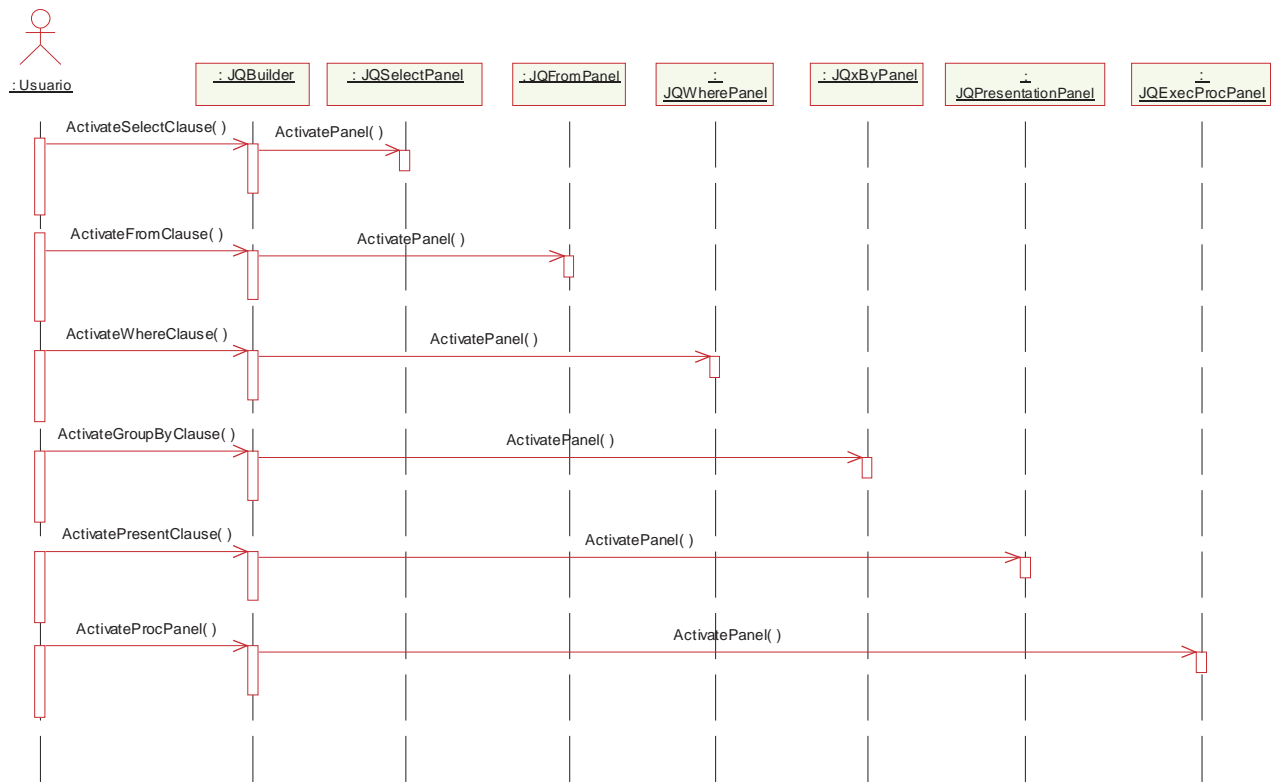 : Usuario
: JQBuilder
: JQSelectPanel
: JQFromPanel
:
JQWherePanel
: JQxByPanel
:
JQPresentationPanel
:
JQExecProcPanel
ActivateSelectClause( )
ActivatePanel( )
ActivateFromClause( )
ActivatePanel( )
ActivateWhereClause( )
ActivatePanel( )
ActivateGroupByClause( )
ActivatePanel( )
ActivatePresentClause( )
ActivatePanel( )
ActivateProcPanel( )
ActivatePanel( )